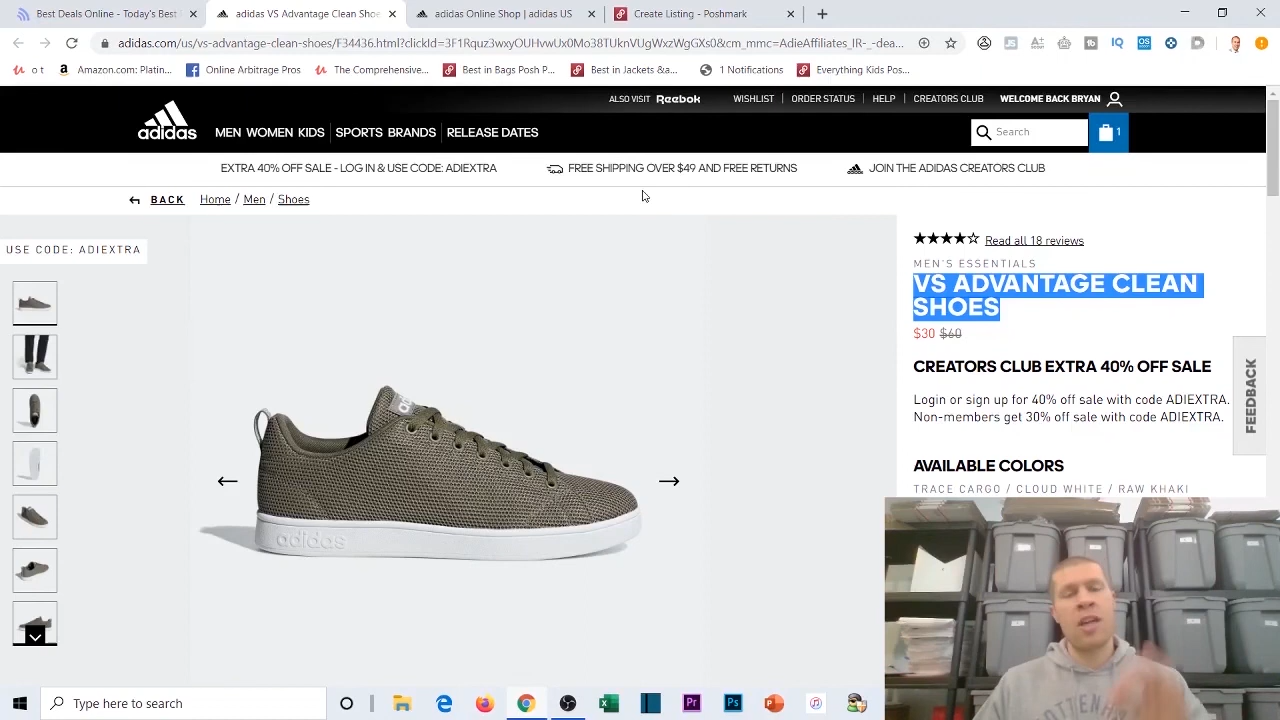 Best Deals Online - Today's Best
adidas VS Advantage Clean Shoe
adidas Online Shop | adidas US
Create Listing - Poshmark
adidas.com/us/vs-advantage-clean-shoes/F34436.html?clickId=3F1Rquz3wxyOUHvwUx0Mo38TUknVUgWxzWgGXs0&cm_mmc=AdieAffiliates_IR-_-dea...
o t
Amazon.com: Platin...
Online Arbitrage Pros
The Comprehensive...
Best in Bags Posh P...
Best in Jackets &a...
1 Notifications
Everything Kids Pos...
ALSO VISIT Reebok
WISHLIST
ORDER STATUS
HELP
CREATORS CLUB
WELCOME BACK BRYAN
adidas
MEN WOMEN KIDS SPORTS BRANDS RELEASE DATES
Search
1
EXTRA 40% OFF SALE - LOG IN & USE CODE: ADIEXTRA
FREE SHIPPING OVER $49 AND FREE RETURNS
JOIN THE ADIDAS CREATORS CLUB
BACK
Home / Men / Shoes
USE CODE: ADIEXTRA
Read all 18 reviews
MEN'S ESSENTIALS
VS ADVANTAGE CLEAN
SHOES
$30 $60
CREATORS CLUB EXTRA 40% OFF SALE
Login or sign up for 40% off sale with code ADIEXTRA.
Non-members get 30% off sale with code ADIEXTRA.
AVAILABLE COLORS
TRACE CARGO / CLOUD WHITE / RAW KHAKI
FEEDBACK
adidas
Type here to search